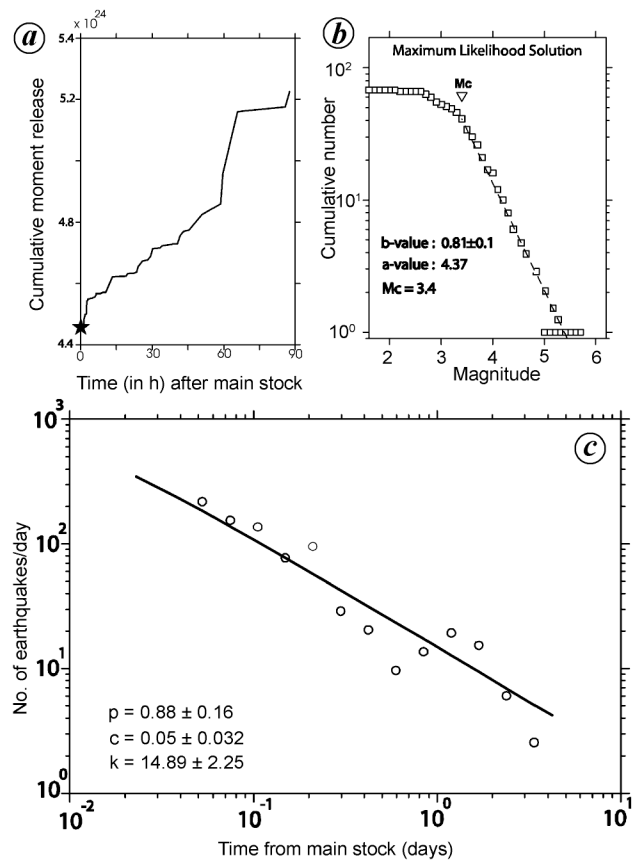 a
x 10^24
5.4
5.2
4.8
4.4
0
30
60
90
Cumulative moment release
Time (in h) after main stock
b
Maximum Likelihood Solution
Mc
10^2
10^1
10^0
Cumulative number
b-value : 0.81±0.1
a-value : 4.37
Mc = 3.4
2
3
4
5
6
Magnitude
c
10^3
10^2
10^1
10^0
No. of earthquakes/day
p = 0.88 ± 0.16
c = 0.05 ± 0.032
k = 14.89 ± 2.25
10^-2
10^-1
10^0
10^1
Time from main stock (days)